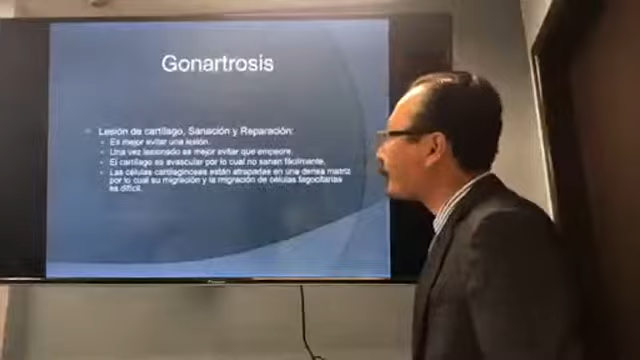 Gonartrosis
Lesión de cartílago, Sanación y Reparación:
Es mejor evitar una lesión.
Una vez lesionado es mejor evitar que empeore.
El cartílago es avascular por lo cual no sanan fácilmente.
Las células cartilaginosas están atrapadas en una densa matriz
por lo cual su migración y la migración de células fagocitarias
es difícil.
Pioneer